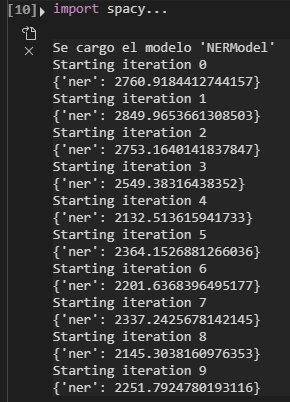 [10] import spacy...
Se cargo el modelo 'NERModel'
Starting iteration 0
{'ner': 2760.9184412744157}
Starting iteration 1
{'ner': 2849.9653661308503}
Starting iteration 2
{'ner': 2753.1640141837847}
Starting iteration 3
{'ner': 2549.38316438352}
Starting iteration 4
{'ner': 2132.513615941733}
Starting iteration 5
{'ner': 2364.1526881266036}
Starting iteration 6
{'ner': 2201.6368396495177}
Starting iteration 7
{'ner': 2337.2425678142145}
Starting iteration 8
{'ner': 2145.3038160976353}
Starting iteration 9
{'ner': 2251.7924780193116}